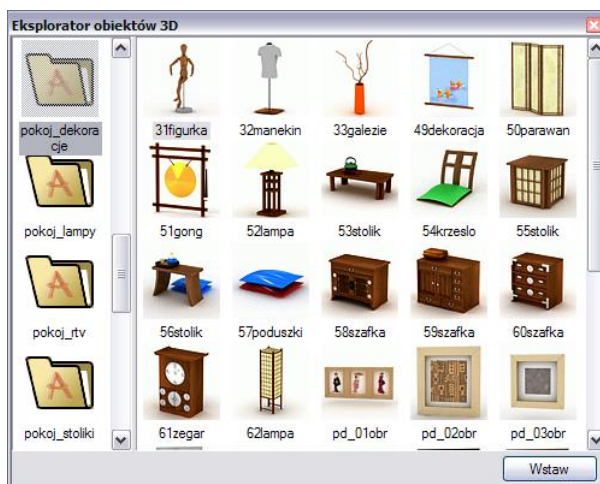 Eksplorator obiektów 3D
pokoj_dekora
cje
pokoj_lampy
pokoj_rtv
pokoj_stoliki
31figurka 32manekin 33galezie 49dekoracja 50parawan
51gong 52lampa 53stolik 54krzeslo 55stolik
56stolik 57poduszki 58szafka 59szafka 60szafka
61zegar 62lampa pd_01obr pd_02obr pd_03obr
Wstaw